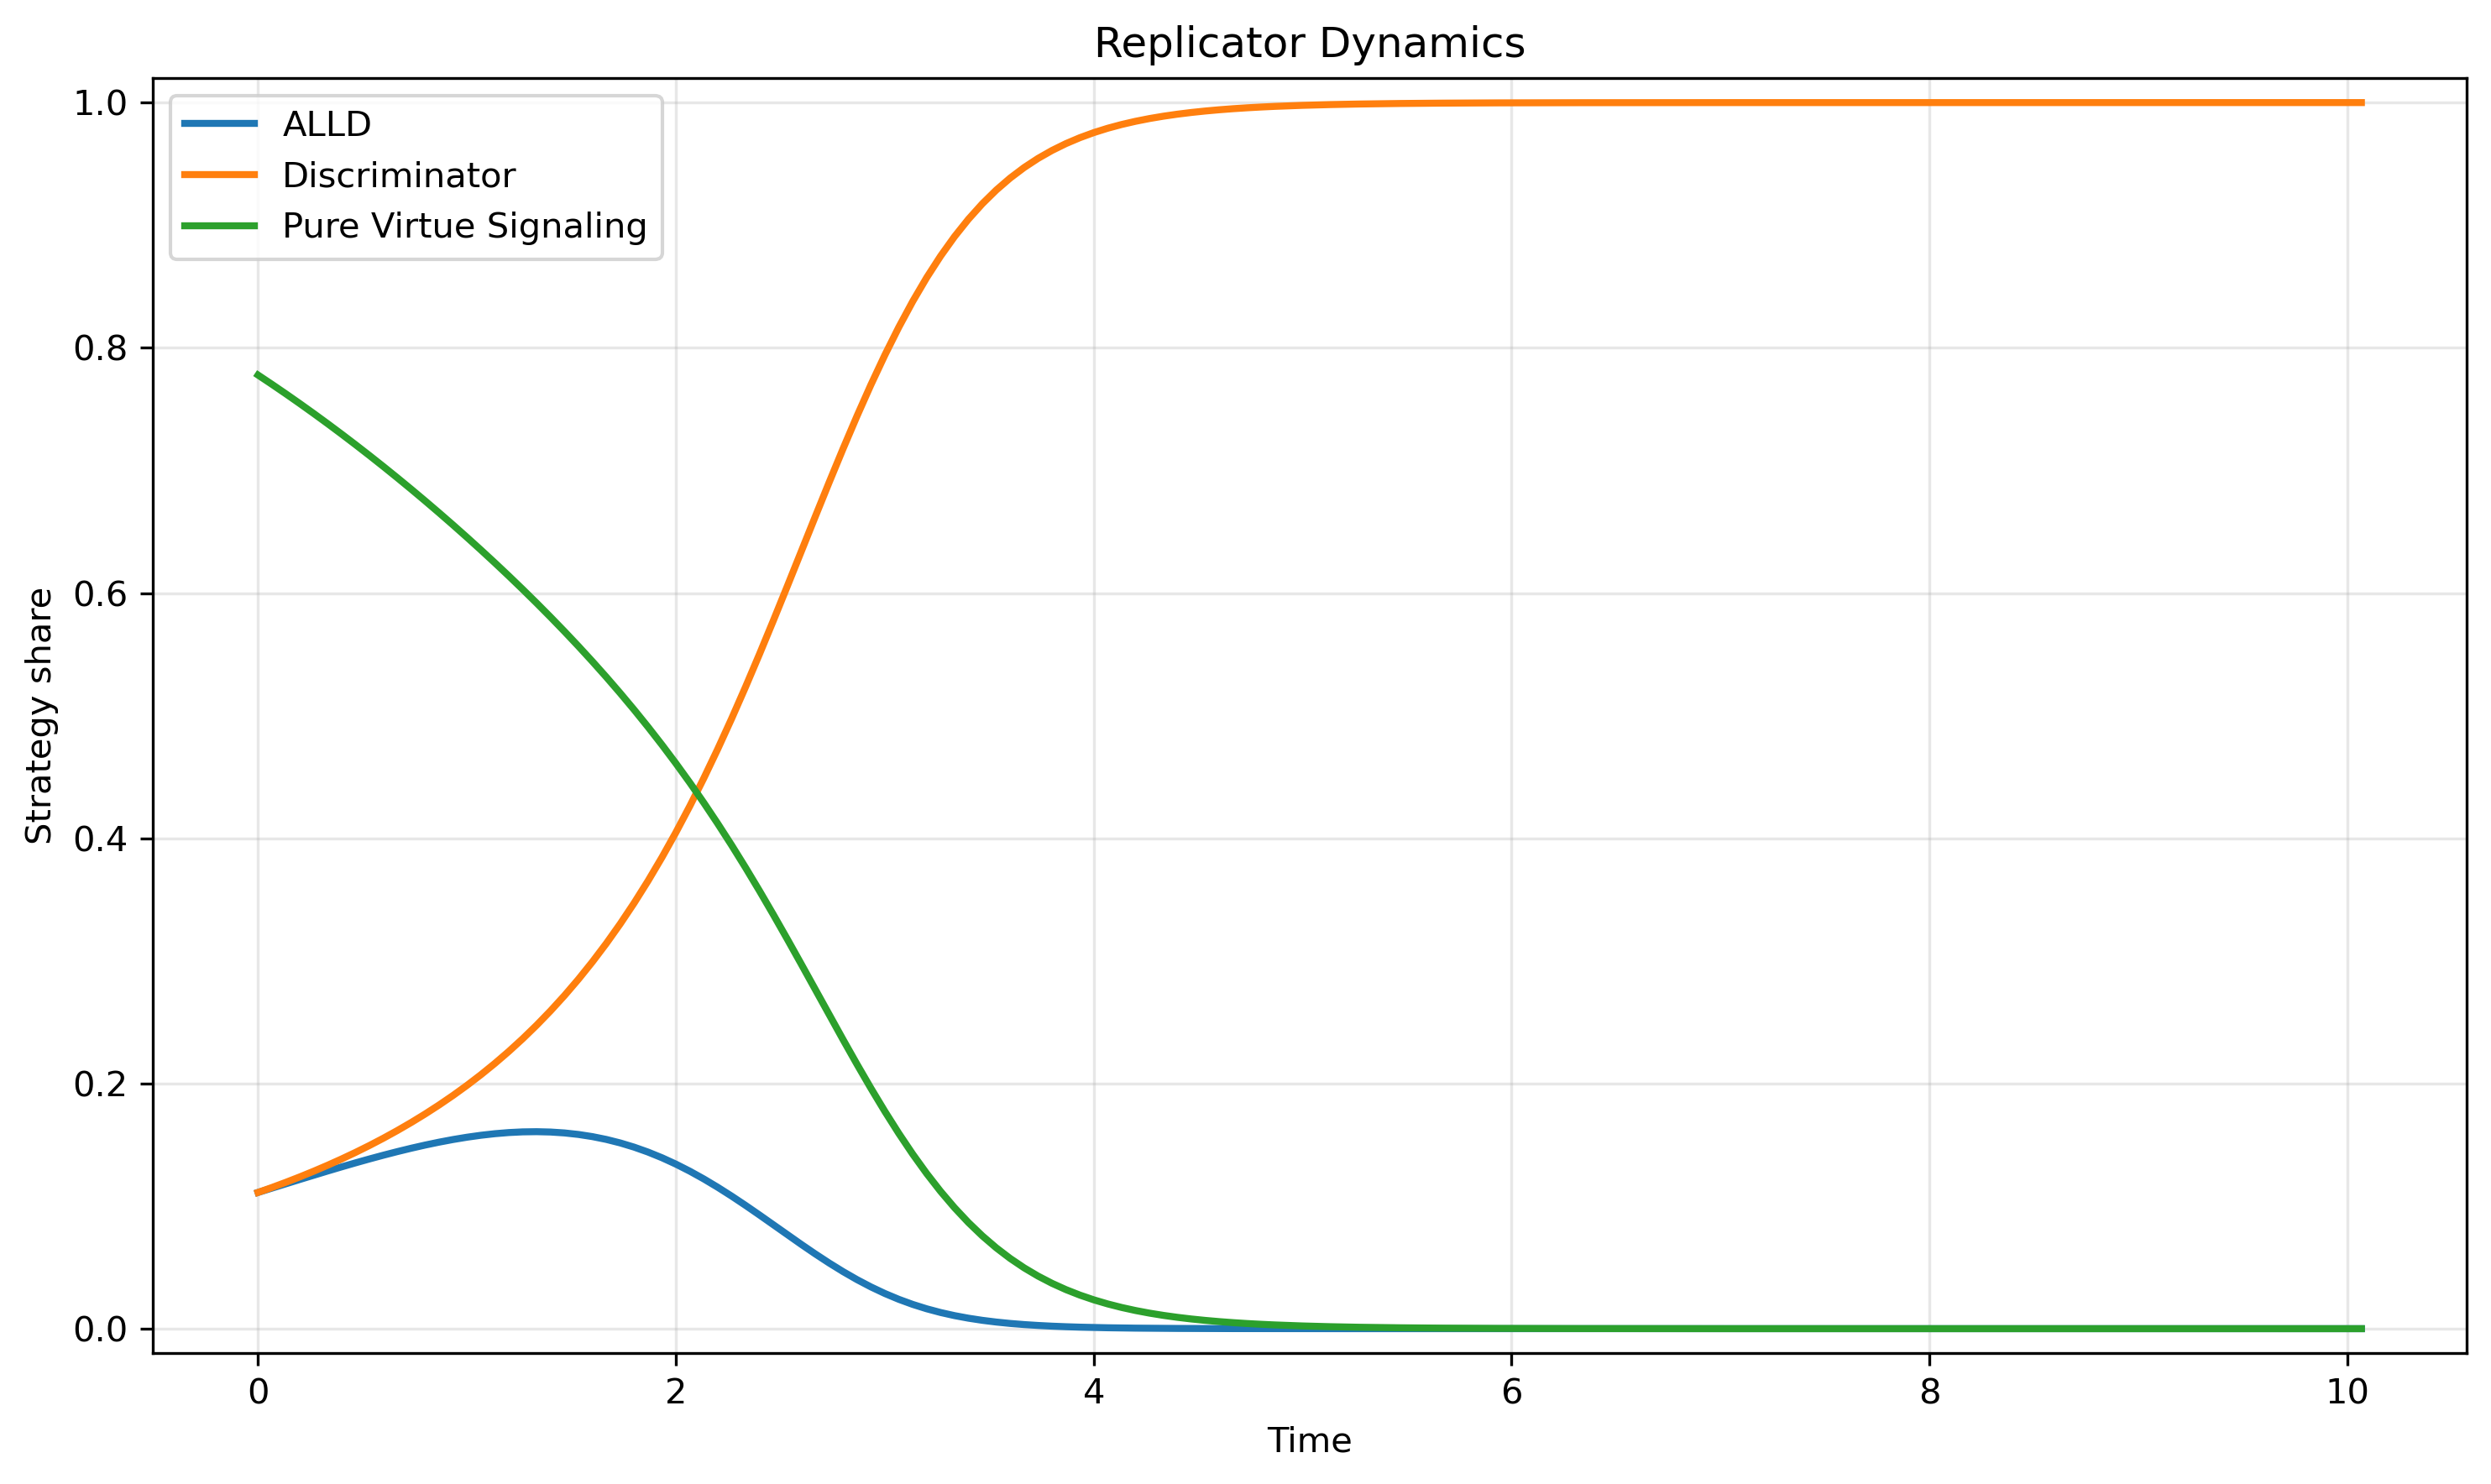 Replicator Dynamics
ALLD
Discriminator
Pure Virtue Signaling
1.0
0.8
0.6
0.4
0.2
0.0
Strategy share
0 2 4 6 8 10
Time